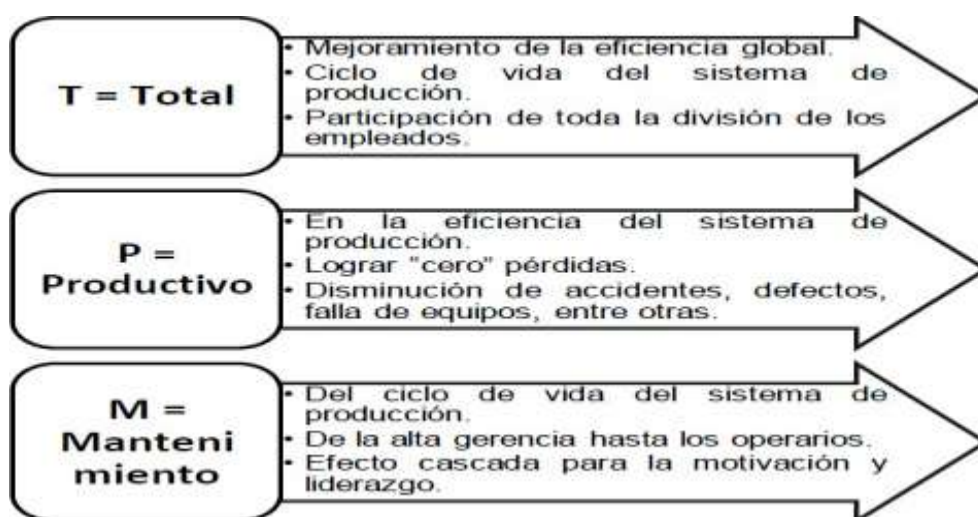 T = Total
• Mejoramiento de la eficiencia global.
• Ciclo de vida del sistema de
producción.
• Participación de toda la división de los
empleados.
P =
Productivo
• En la eficiencia del sistema de
producción.
• Lograr "cero" pérdidas.
• Disminución de accidentes, defectos,
falla de equipos, entre otras.
M =
Manteni
miento
• Del ciclo de vida del sistema de
producción.
• De la alta gerencia hasta los operarios.
• Efecto cascada para la motivación y
liderazgo.